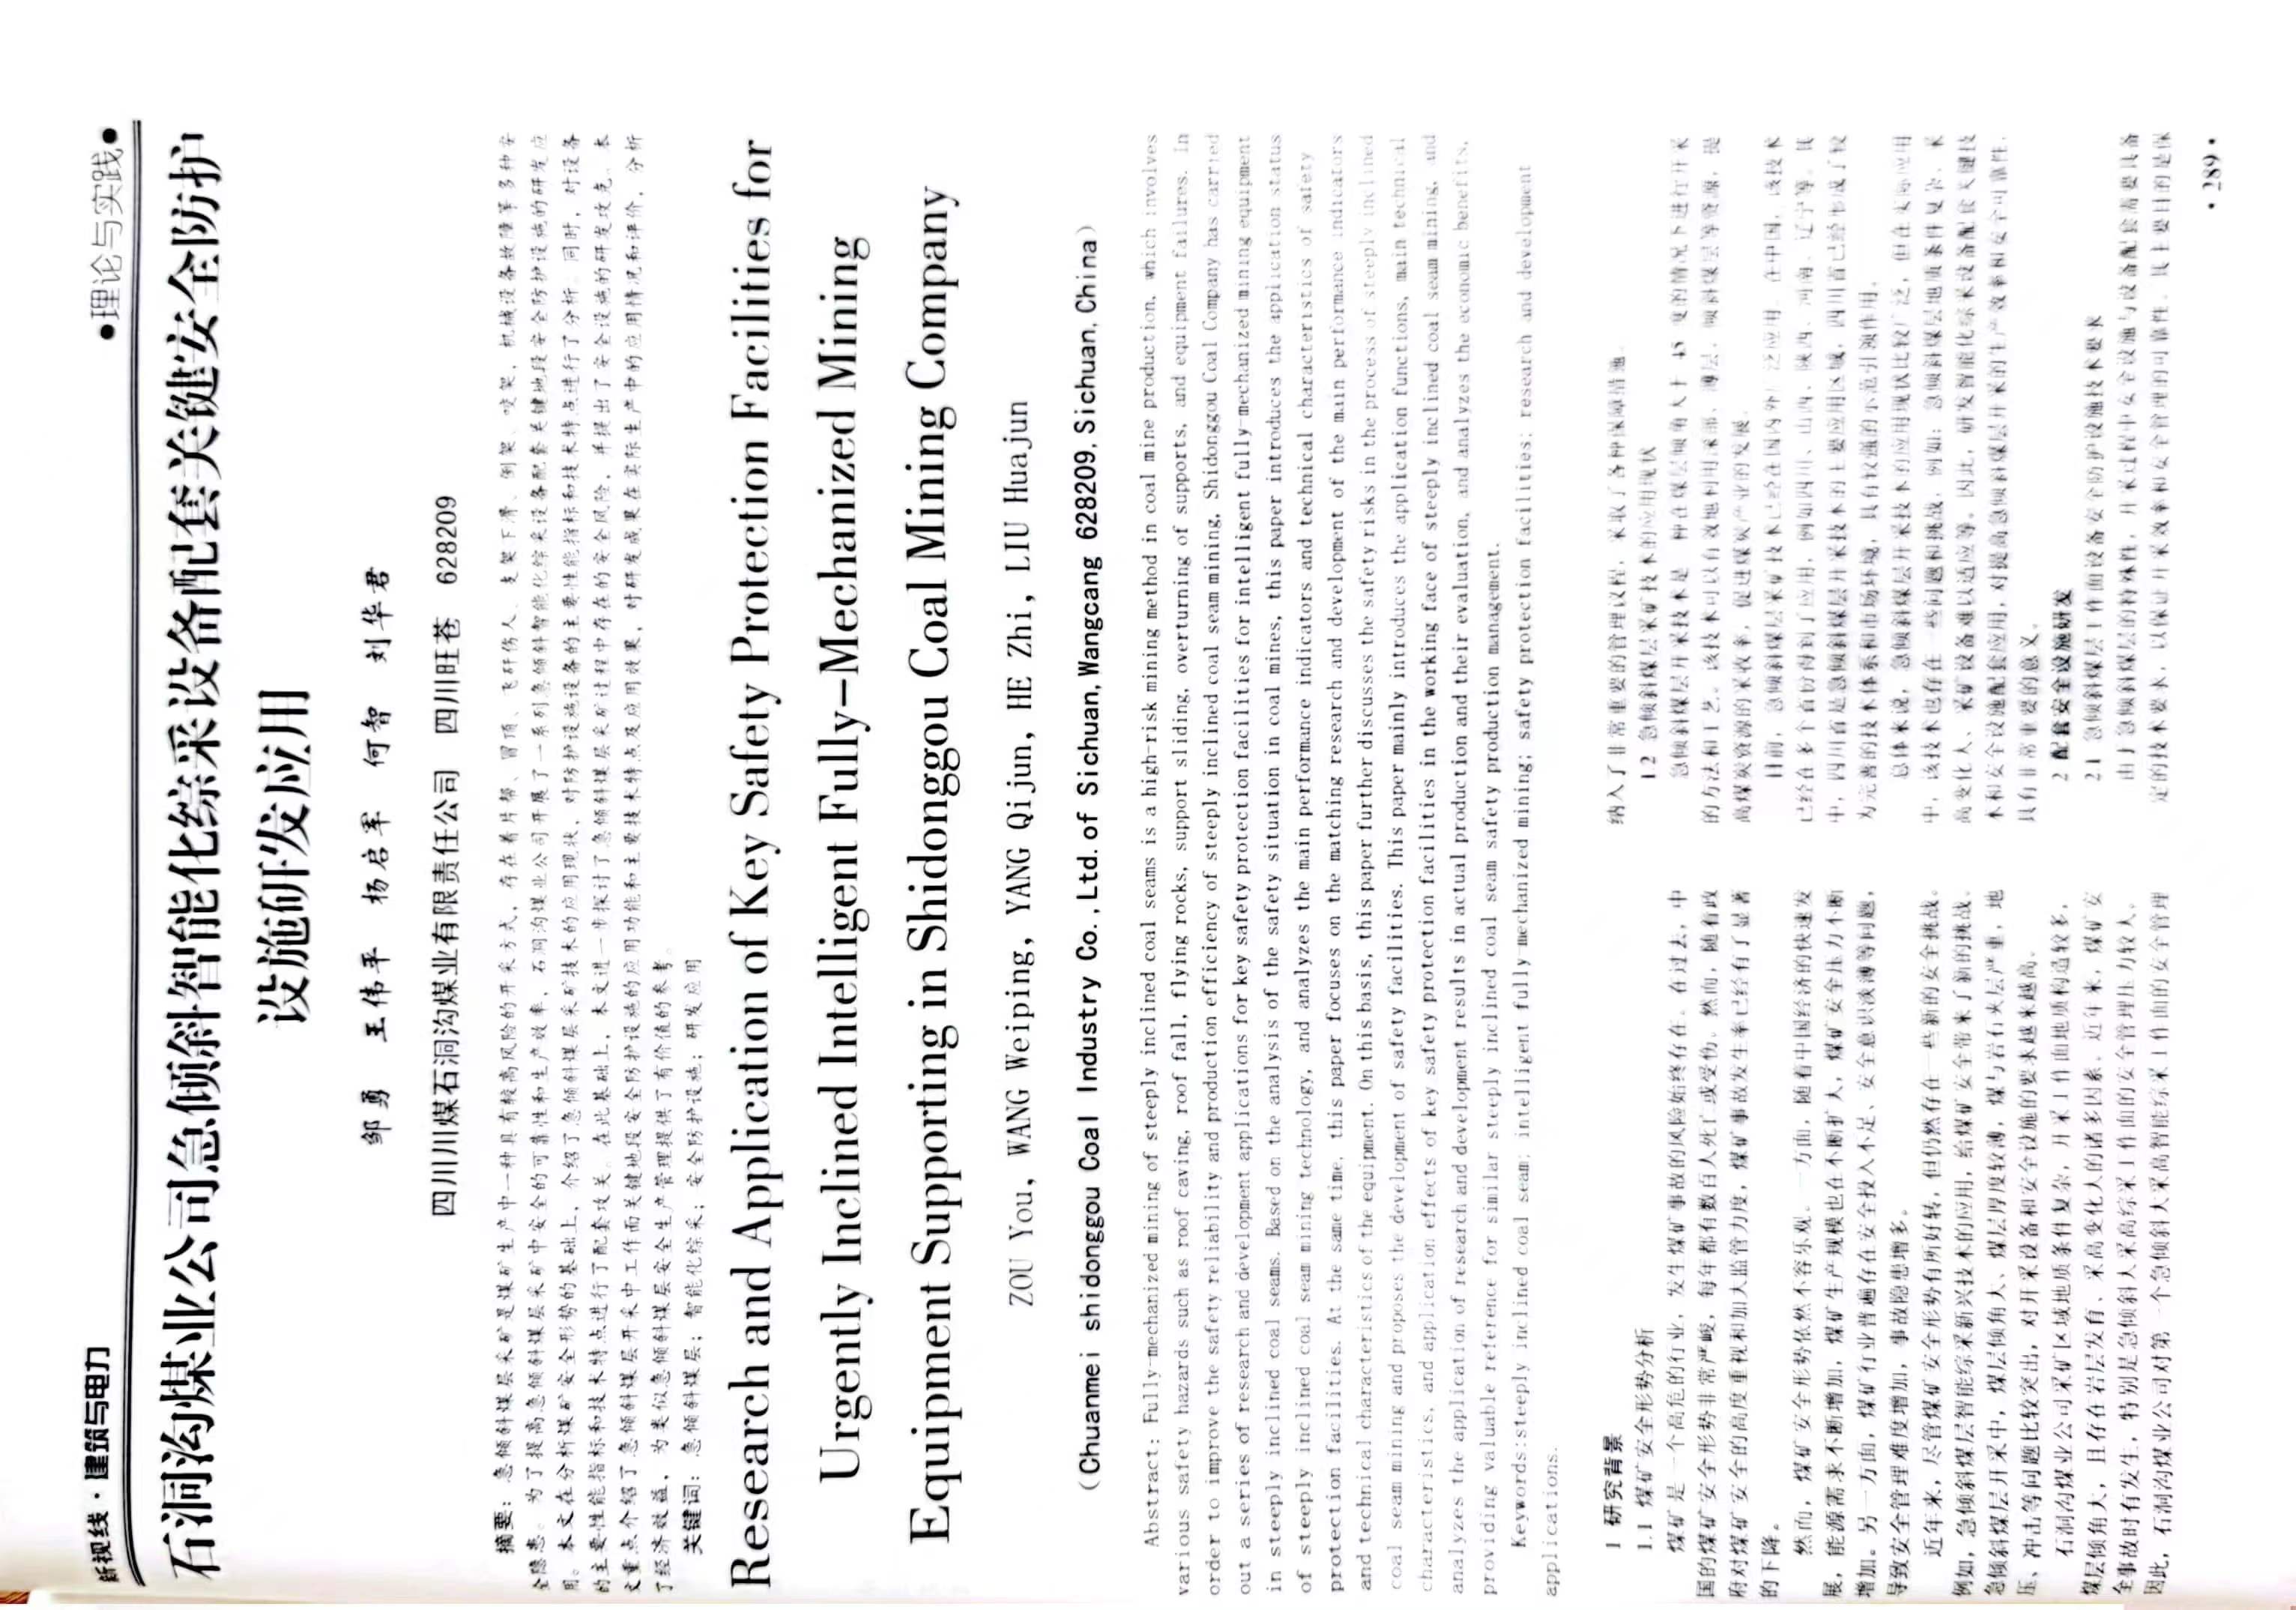 新视线·建筑与电力
●理论与实践●
石洞沟煤业公司急倾斜智能化综采设备配套关键安全防护
设施研发应用
邹勇 王伟平 杨启军 何智 刘华君
四川川煤石洞沟煤业有限责任公司 四川旺苍 628209
摘要：急倾斜煤层采矿是煤矿生产中一种具有较高风险的开采方式，存在着片帮、冒顶、飞矸伤人、支架下滑、倒架、咬架，机械设备故障等多种安
全隐患。为了提高急倾斜煤层采矿中安全的可靠性和生产效率，石洞沟煤业公司开展了一系列急倾斜智能化综采设备配套关键地段安全防护设施的研发应
用。本文在分析煤矿安全形势的基础上，介绍了急倾斜煤层采矿技术的应用现状，对防护设施设备的主要性能指标和技术特点进行了分析。同时，对设备
的主要性能指标和技术特点进行了配套攻关。在此基础上，本文进一步探讨了急倾斜煤层采矿过程中存在的安全风险，并提出了安全设施的研发攻克。本
文重点介绍了急倾斜煤层开采中工作面关键地段安全防护设施的应用功能和主要技术特点及应用效果，对研发成果在实际生产中的应用情况和评价，分析
了经济效益，为类似急倾斜煤层安全生产管理提供了有价值的参考。
关键词：急倾斜煤层；智能化综采；安全防护设施；研发应用
Research and Application of Key Safety Protection Facilities for
Urgently Inclined Intelligent Fully-Mechanized Mining
Equipment Supporting in Shidonggou Coal Mining Company
ZOU You, WANG Weiping, YANG Qijun, HE Zhi, LIU Huajun
(Chuanmei shidonggou Coal Industry Co.,Ltd.of Sichuan,Wangcang 628209,Sichuan,China)
Abstract: Fully-mechanized mining of steeply inclined coal seams is a high-risk mining method in coal mine production, which involves
various safety hazards such as roof caving, roof fall, flying rocks, support sliding, overturning of supports, and equipment failures. In
order to improve the safety reliability and production efficiency of steeply inclined coal seam mining, Shidonggou Coal Company has carried
out a series of research and development applications for key safety protection facilities for intelligent fully-mechanized mining equipment
in steeply inclined coal seams. Based on the analysis of the safety situation in coal mines, this paper introduces the application status
of steeply inclined coal seam mining technology, and analyzes the main performance indicators and technical characteristics of safety
protection facilities. At the same time, this paper focuses on the matching research and development of the main performance indicators
and technical characteristics of the equipment. On this basis, this paper further discusses the safety risks in the process of steeply inclined
coal seam mining and proposes the development of safety facilities. This paper mainly introduces the application functions, main technical
characteristics, and application effects of key safety protection facilities in the working face of steeply inclined coal seam mining, and
analyzes the application of research and development results in actual production and their evaluation, and analyzes the economic benefits,
providing valuable reference for similar steeply inclined coal seam safety production management.
Keywords:steeply inclined coal seam; intelligent fully-mechanized mining; safety protection facilities; research and development
applications.
1 研究背景
1.1 煤矿安全形势分析
煤矿是一个高危的行业，发生煤矿事故的风险始终存在。在过去，中
国的煤矿安全形势非常严峻，每年都有数百人死亡或受伤。然而，随着政
府对煤矿安全的高度重视和加大监管力度，煤矿事故发生率已经有了显著
的下降。
然而，煤矿安全形势依然不容乐观。一方面，随着中国经济的快速发
展，能源需求不断增加，煤矿生产规模也在不断扩大，煤矿安全压力不断
增加。另一方面，煤矿行业普遍存在安全投入不足、安全意识淡薄等问题，
导致安全管理难度增加，事故隐患增多。
近年来，尽管煤矿安全形势有所好转，但仍然存在一些新的安全挑战。
例如，急倾斜煤层智能综采新兴技术的应用，给煤矿安全带来了新的挑战。
急倾斜煤层开采中，煤层倾角大、煤层厚度较薄，煤与岩石夹层严重，地
压、冲击等问题比较突出，对开采设备和安全设施的要求越来越高。
石洞沟煤业公司采矿区域地质条件复杂，开采工作面地质构造较多，
煤层倾角大，且存在岩层发育、采高变化大的诸多因素。近年来，煤矿安
全事故时有发生，特别是急倾斜大采高综采工作面的安全管理压力较大。
因此，石洞沟煤业公司对第一个急倾斜大采高智能综采工作面的安全管理
纳入了非常重要的管理议程，采取了各种保障措施。
1.2 急倾斜煤层采矿技术的应用现状
急倾斜煤层开采技术是一种在煤层倾角大于 45 度的情况下进行开采
的方法和工艺。该技术可以有效地利用深部、薄层、倾斜煤层等资源，提
高煤炭资源的采收率，促进煤炭产业的发展。
目前，急倾斜煤层采矿技术已经在国内外广泛应用。在中国，该技术
已经在多个省份得到了应用，例如四川、山西、陕西、河南、辽宁等。其
中，四川省是急倾斜煤层开采技术的主要应用区域，四川省已经形成了较
为完善的技术体系和市场环境，具有较强的示范引领作用。
总体来说，急倾斜煤层开采技术的应用现状比较广泛，但在实际应用
中，该技术也存在一些问题和挑战，例如：急倾斜煤层地质条件复杂、采
高变化大、采矿设备难以适应等。因此，研发智能化综采设备配套关键技
术和安全设施配套应用，对提高急倾斜煤层开采的生产效率和安全可靠性，
具有非常重要的意义。
2 配套安全设施研发
2.1 急倾斜煤层工作面设备安全防护设施技术要求
由于急倾斜煤层的特殊性，开采过程中安全设施与设备配套需要具备
定的技术要求，以保证开采效率和安全管理的可靠性。其主要目的是保
·289·